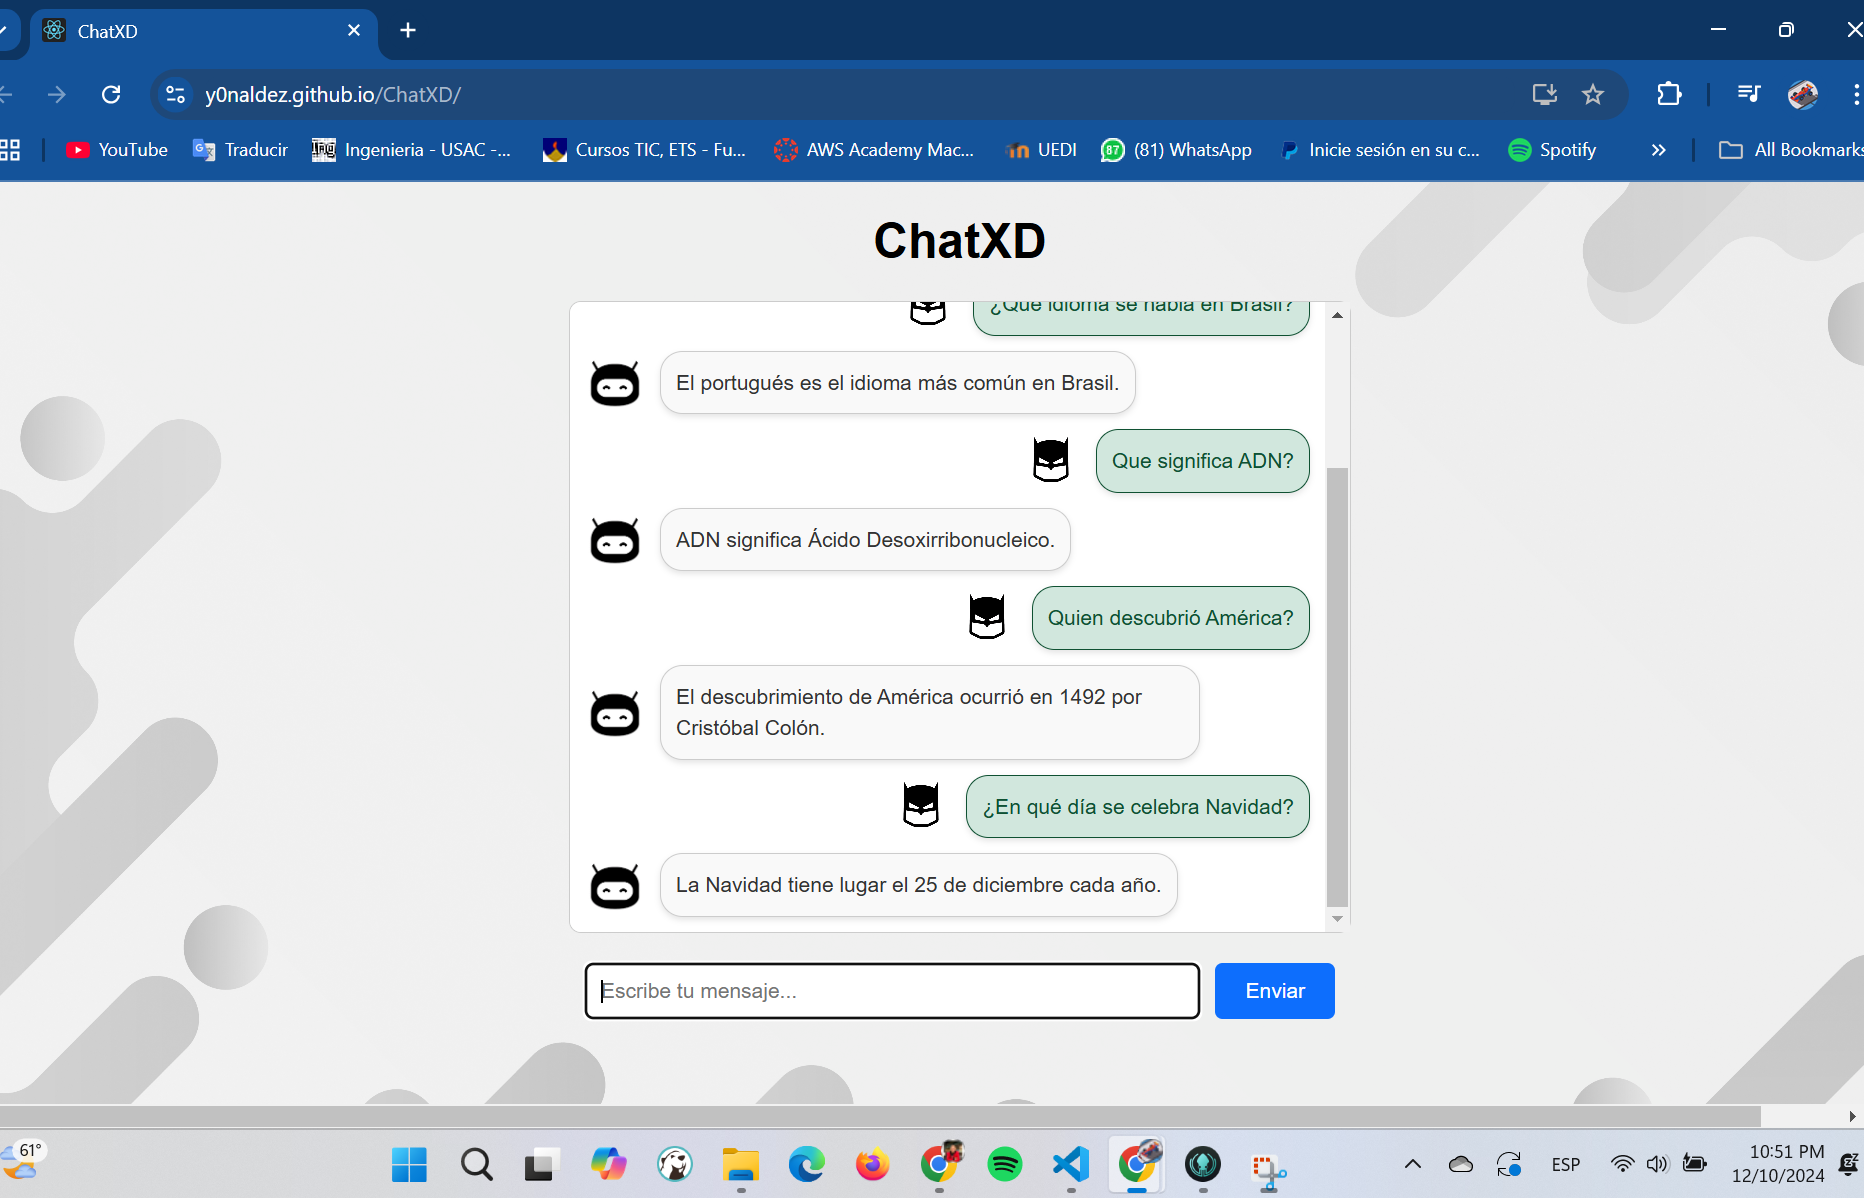 ChatXD
y0naldez.github.io/ChatXD/
YouTube
Traducir
Ing
Ingenieria - USAC -...
Cursos TIC, ETS - Fu...
AWS Academy Mac...
UEDI
87
(81) WhatsApp
Inicie sesión en su c...
Spotify
All Bookmarks
ChatXD
¿Qué idioma se habla en Brasil?
El portugués es el idioma más común en Brasil.
Que significa ADN?
ADN significa Ácido Desoxirribonucleico.
Quien descubrió América?
El descubrimiento de América ocurrió en 1492 por
Cristóbal Colón.
¿En qué día se celebra Navidad?
La Navidad tiene lugar el 25 de diciembre cada año.
Escribe tu mensaje...
Enviar
61°
ESP
10:51 PM
12/10/2024